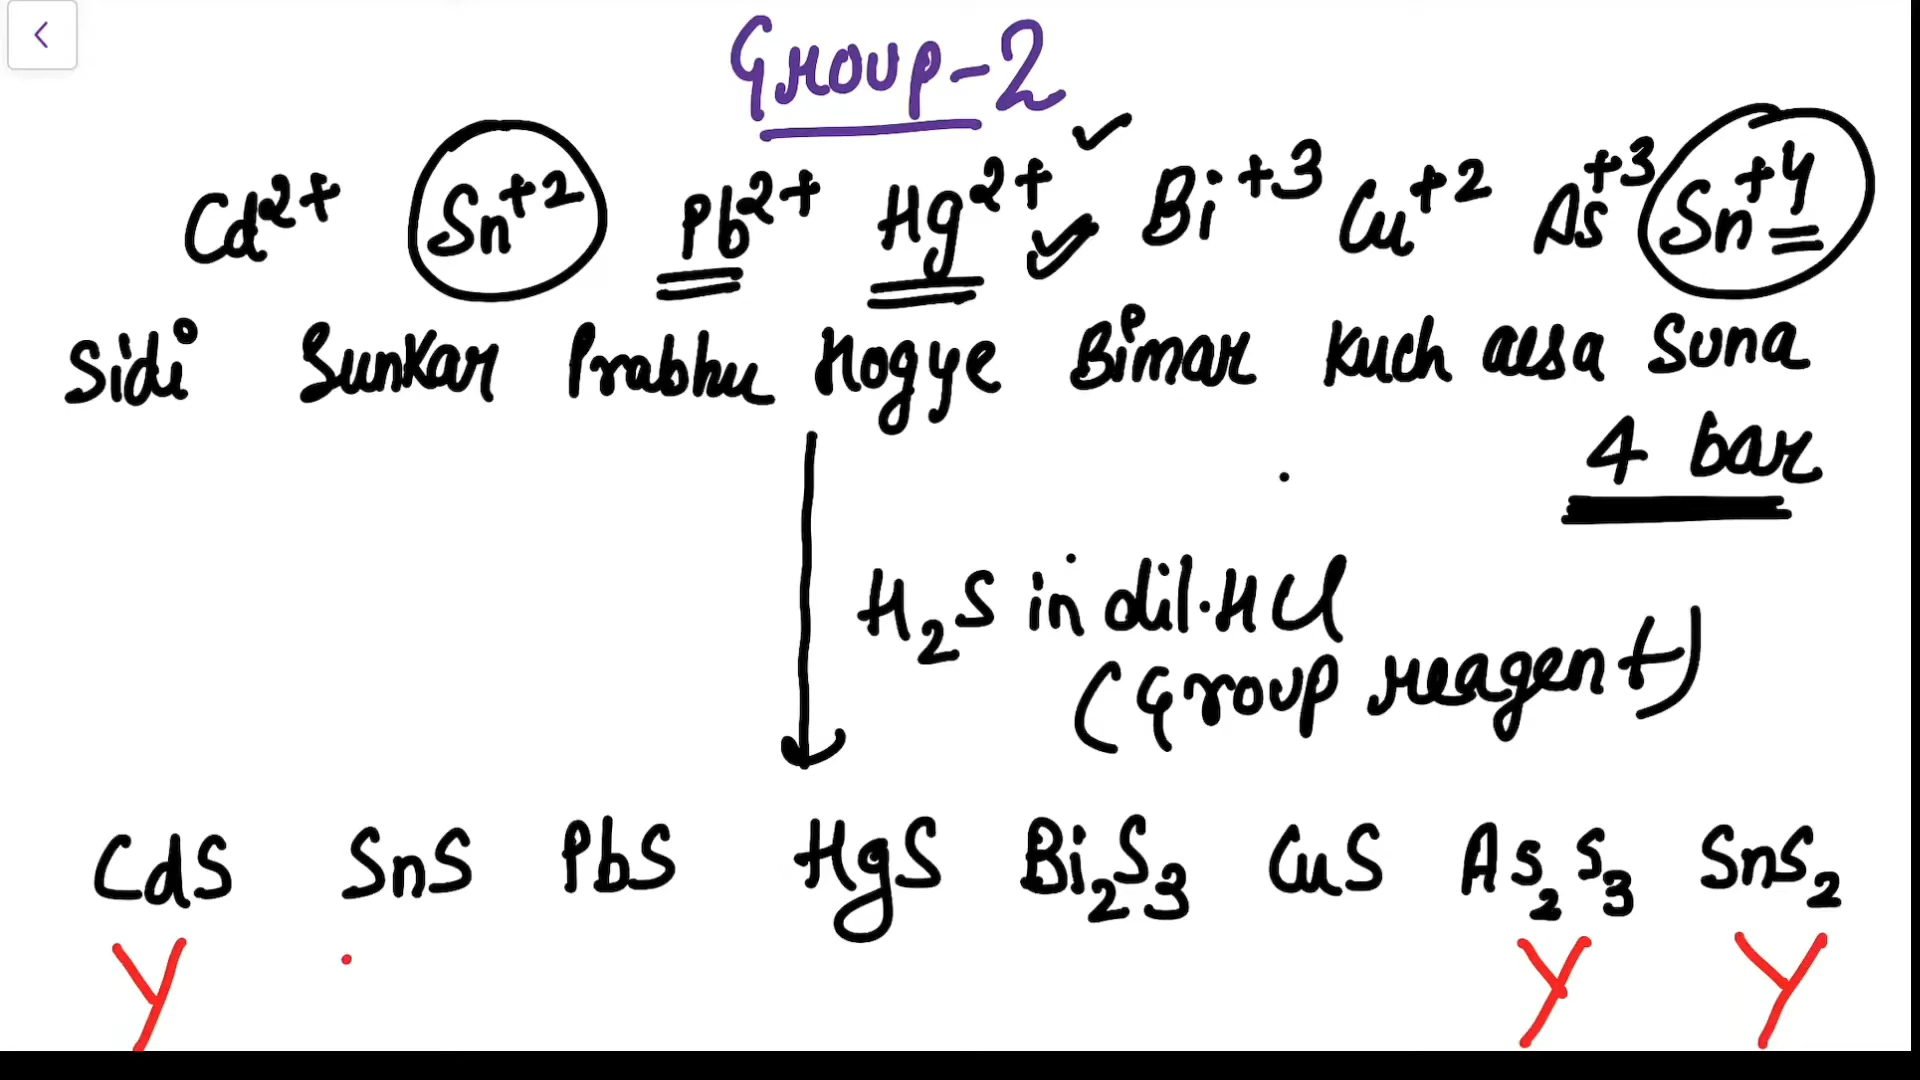 Group-2
Cd2+ Sn+2 Pb2+ Hg2+ Bi+3 Cu+2 As+3 Sn+4
Sidi Sunkar Prabhu Hogye Bimar Kuch aesa Suna
4 bar
H2S in dil. HCl
(Group reagent)
CdS SnS PbS HgS Bi2S3 CuS As2S3 SnS2
Y Y Y